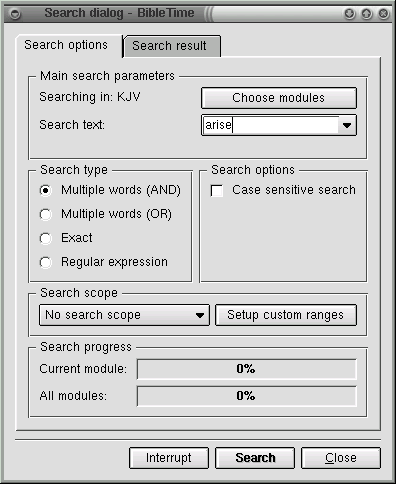 Search dialog - BibleTime
Search options Search result
Main search parameters
Searching in: KJV Choose modules
Search text: arise
Search type Search options
Multiple words (AND) Case sensitive search
Multiple words (OR)
Exact
Regular expression
Search scope
No search scope Setup custom ranges
Search progress
Current module: 0%
All modules: 0%
Interrupt Search Close